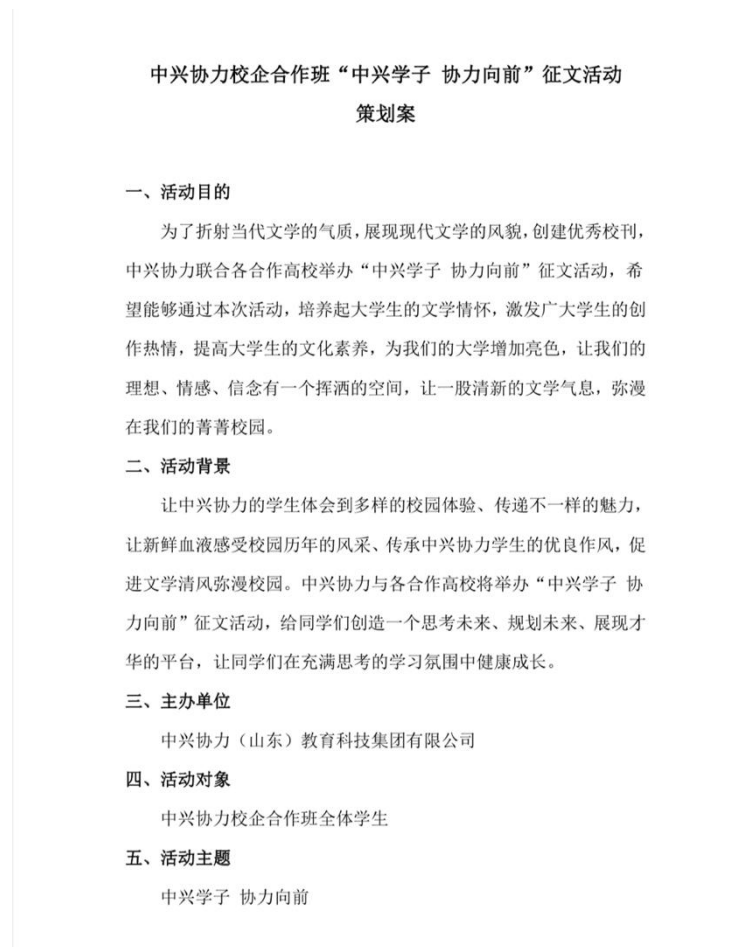 中兴协力校企合作班“中兴学子 协力向前”征文活动
策划案
一、活动目的
为了折射当代文学的气质,展现现代文学的风貌,创建优秀校刊,
中兴协力联合各合作高校举办“中兴学子 协力向前”征文活动，希
望能够通过本次活动，培养起大学生的文学情怀，激发广大学生的创
作热情，提高大学生的文化素养，为我们的大学增加亮色，让我们的
理想、情感、信念有一个挥洒的空间，让一股清新的文学气息，弥漫
在我们的菁菁校园。
二、活动背景
让中兴协力的学生体会到多样的校园体验、传递不一样的魅力，
让新鲜血液感受校园历年的风采、传承中兴协力学生的优良作风，促
进文学清风弥漫校园。中兴协力与各合作高校将举办“中兴学子 协
力向前”征文活动，给同学们创造一个思考未来、规划未来、展现才
华的平台，让同学们在充满思考的学习氛围中健康成长。
三、主办单位
中兴协力（山东）教育科技集团有限公司
四、活动对象
中兴协力校企合作班全体学生
五、活动主题
中兴学子 协力向前